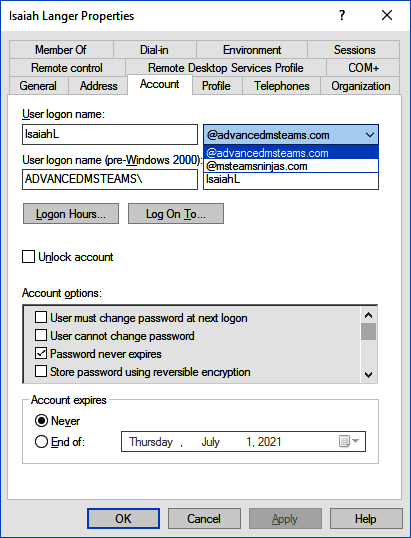 Isaiah Langer Properties
Member Of Dial-in Environment Sessions
Remote control Remote Desktop Services Profile COM+
General Address Account Profile Telephones Organization
User logon name:
IsaiahL @advancedmsteams.com
@advancedmsteams.com
User logon name (pre-Windows 2000):
@msteamsninjas.com
ADVANCEDMSTEAMS\ IsaiahL
Logon Hours... Log On To...
Unlock account
Account options:
User must change password at next logon
User cannot change password
Password never expires
Store password using reversible encryption
Account expires
Never
End of: Thursday , July 1, 2021
OK Cancel Apply Help